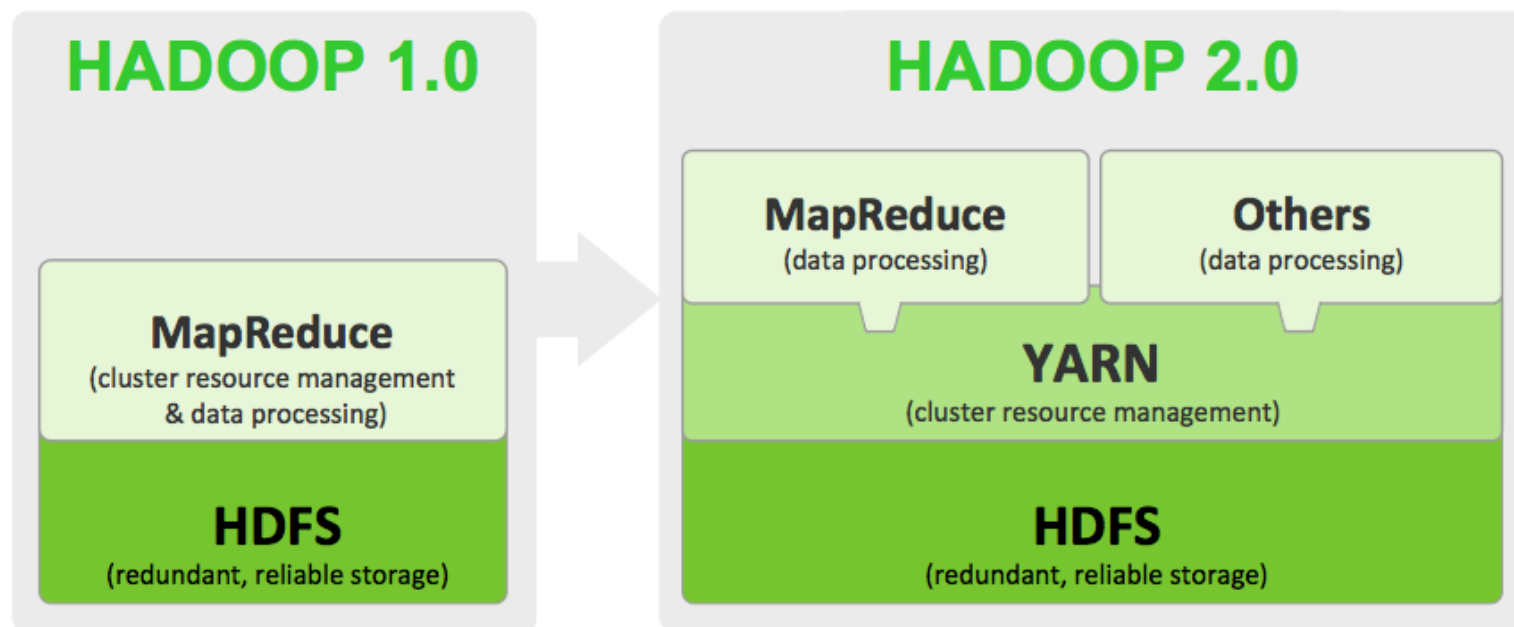 HADOOP 1.0
MapReduce
(cluster resource management
& data processing)
HDFS
(redundant, reliable storage)
HADOOP 2.0
MapReduce
(data processing)
Others
(data processing)
YARN
(cluster resource management)
HDFS
(redundant, reliable storage)